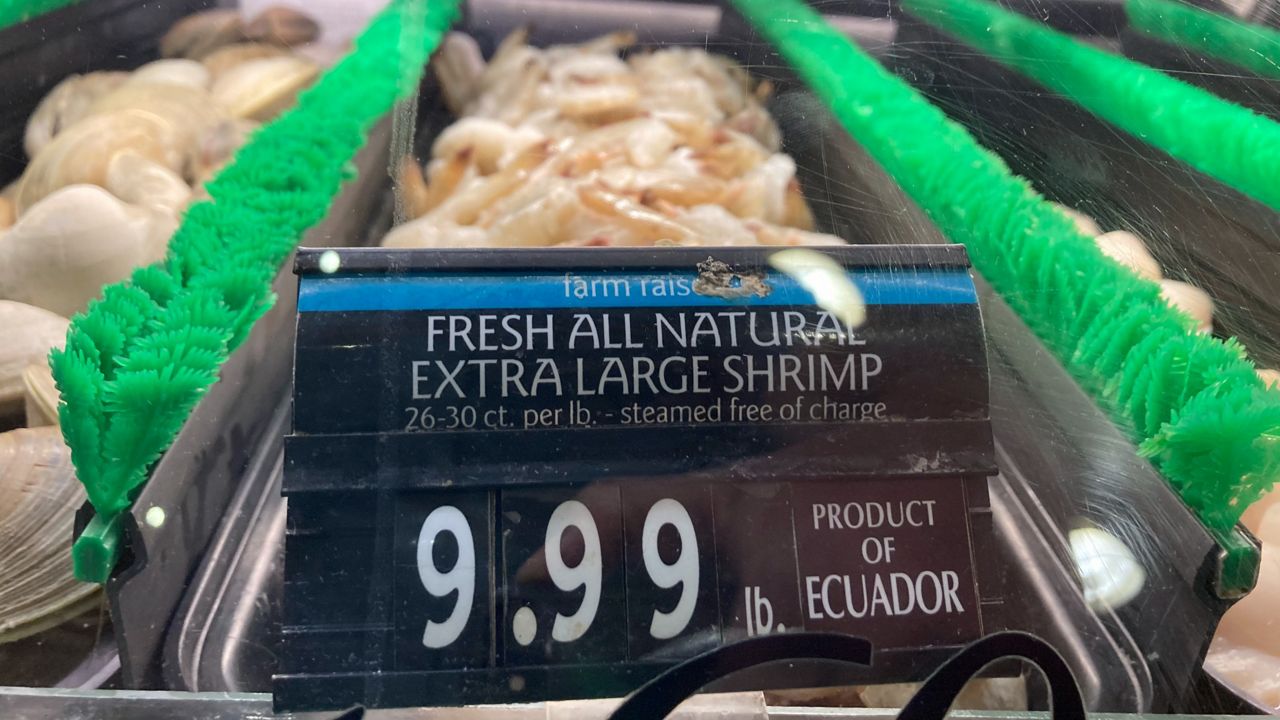 farm rais
FRESH ALL NATURAL
EXTRA LARGE SHRIMP
26-30 ct. per lb. - steamed free of charge
9.99 lb.
PRODUCT
OF
ECUADOR